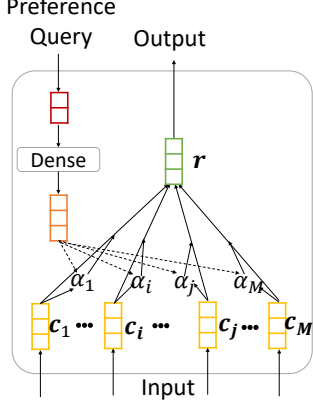 Preference
Query Output
Dense
r
α1 αi αj αM
c1 ••• ci ••• cj ••• cM
Input